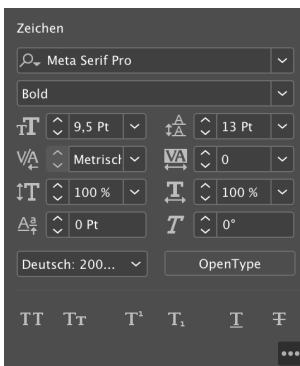 Zeichen
Meta Serif Pro
Bold
9,5 Pt 13 Pt
Metrisch 0
100 % 100 %
0 Pt 0°
Deutsch: 200... OpenType
TT Tт T¹ T₁ T T